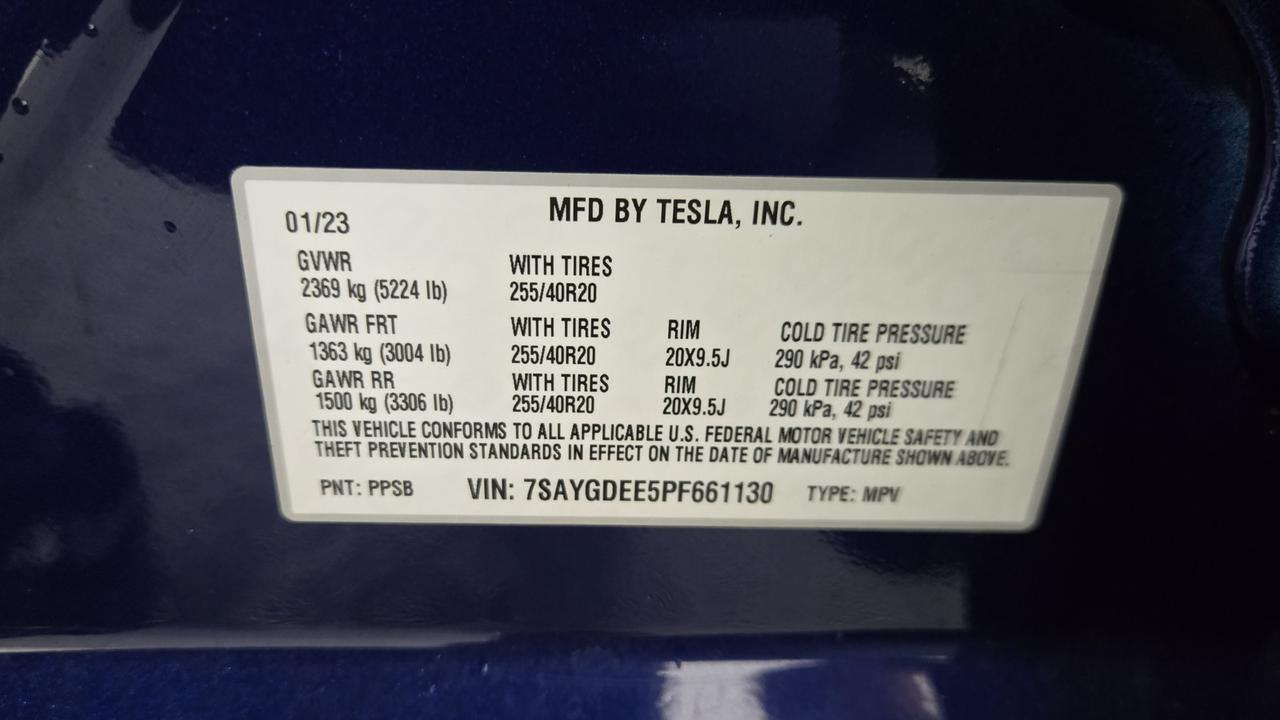 MFD BY TESLA, INC.
01/23
GVWR WITH TIRES
2369 kg (5224 lb) 255/40R20
GAWR FRT WITH TIRES RIM COLD TIRE PRESSURE
1363 kg (3004 lb) 255/40R20 20X9.5J 290 kPa, 42 psi
GAWR RR WITH TIRES RIM COLD TIRE PRESSURE
1500 kg (3306 lb) 255/40R20 20X9.5J 290 kPa, 42 psi
THIS VEHICLE CONFORMS TO ALL APPLICABLE U.S. FEDERAL MOTOR VEHICLE SAFETY AND
THEFT PREVENTION STANDARDS IN EFFECT ON THE DATE OF MANUFACTURE SHOWN ABOVE.
PNT: PPSB VIN: 7SAYGDEE5PF661130 TYPE: MPV